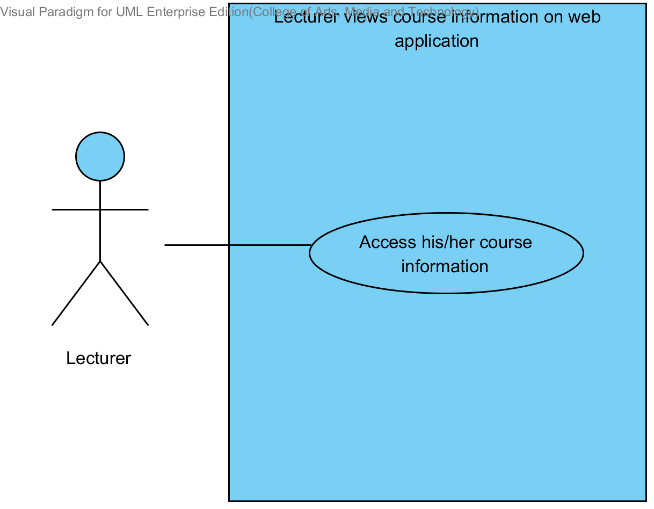 Visual Paradigm for UML Enterprise Edition(College of Arts, Media and Technology)
Lecturer views course information on web
application
Access his/her course
information
Lecturer